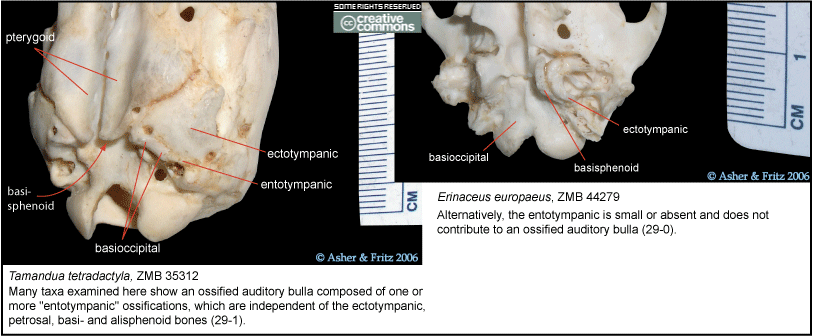 SOME RIGHTS RESERVED
cc creative
commons
pterygoid
ectotympanic
entotympanic
basi-
sphenoid
basioccipital
CM
© Asher & Fritz 2006
Tamandua tetradactyla, ZMB 35312
Many taxa examined here show an ossified auditory bulla composed of one or
more "entotympanic" ossifications, which are independent of the ectotympanic,
petrosal, basi- and alisphenoid bones (29-1).
1
CM
ectotympanic
basioccipital
basisphenoid
© Asher & Fritz 2006
Erinaceus europaeus, ZMB 44279
Alternatively, the entotympanic is small or absent and does not
contribute to an ossified auditory bulla (29-0).